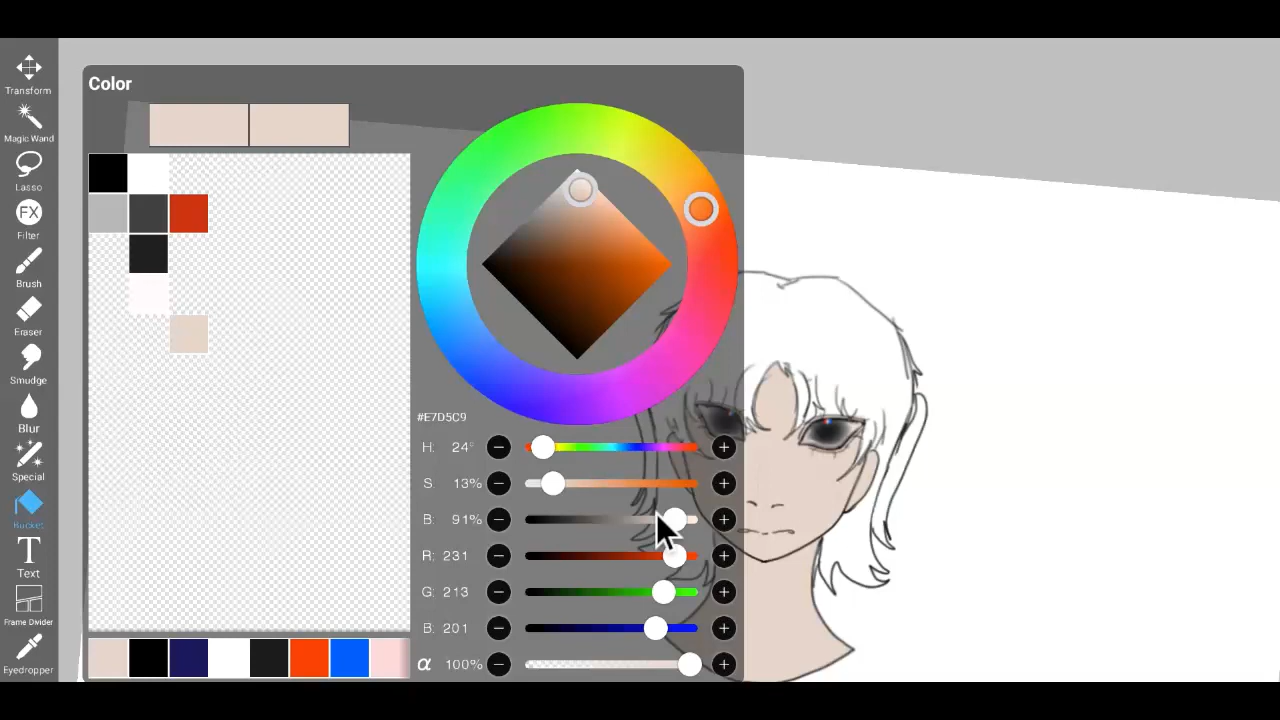 Transform
Magic Wand
Lasso
FX
Filter
Brush
Eraser
Smudge
Blur
Special
Bucket
T
Text
Frame Divider
Eyedropper
Color
#E7D5C9
H: 24°
S: 13%
B: 91%
R: 231
G: 213
B: 201
α 100%